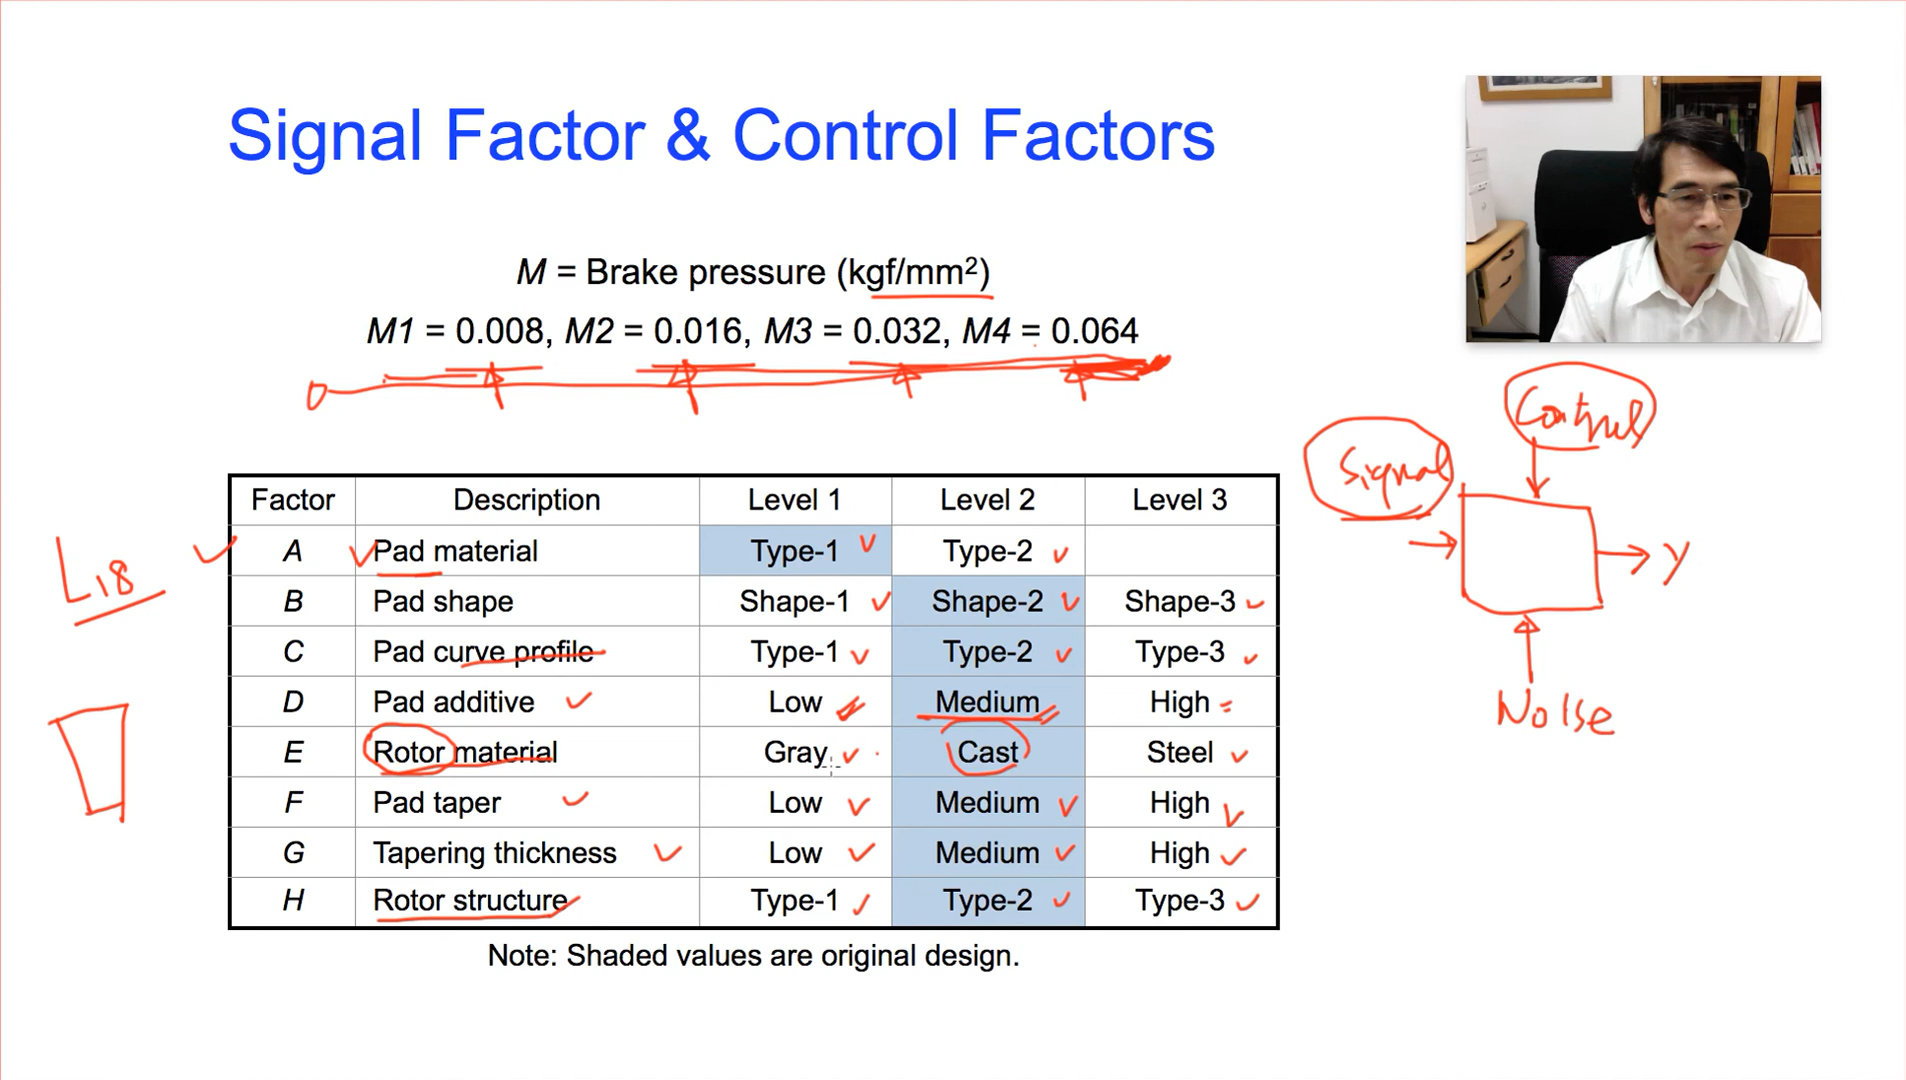 Signal Factor & Control Factors
M = Brake pressure (kgf/mm²)
M1 = 0.008, M2 = 0.016, M3 = 0.032, M4 = 0.064
0
Control
Signal
y
Noise
L18
Factor Description Level 1 Level 2 Level 3
A Pad material Type-1 Type-2
B Pad shape Shape-1 Shape-2 Shape-3
C Pad curve profile Type-1 Type-2 Type-3
D Pad additive Low Medium High
E Rotor material Gray Cast Steel
F Pad taper Low Medium High
G Tapering thickness Low Medium High
H Rotor structure Type-1 Type-2 Type-3
Note: Shaded values are original design.